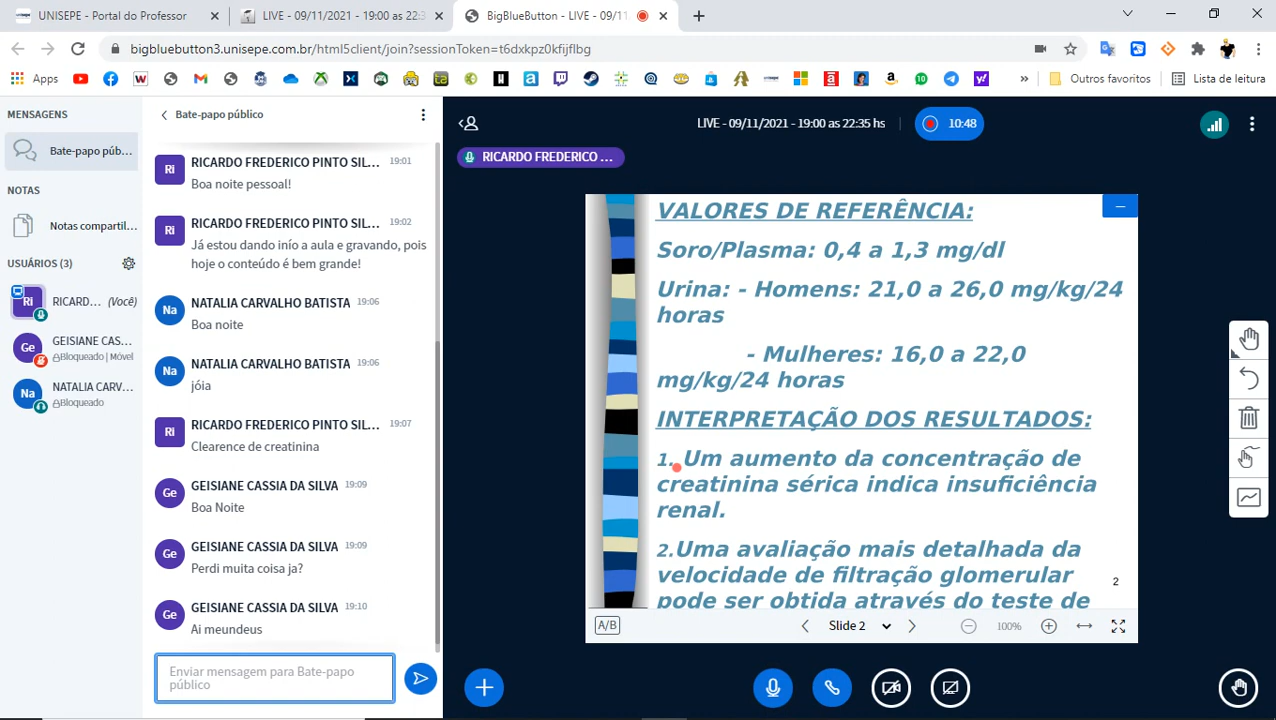 UNISEPE - Portal do Professor
LIVE - 09/11/2021 - 19:00 as 22:3
BigBlueButton - LIVE - 09/11
bigbluebutton3.unisepe.com.br/html5client/join?sessionToken=t6dxkpz0kfijflbg
Apps
Outros favoritos
Lista de leitura
MENSAGENS
Bate-papo púb...
NOTAS
Notas compartil...
USUÁRIOS (3)
Ri
RICARD... (Você)
Ge
GEISIANE CAS...
Bloqueado | Móvel
Na
NATALIA CARV...
Bloqueado
Bate-papo público
Ri
RICARDO FREDERICO PINTO SIL... 19:01
Boa noite pessoal!
Ri
RICARDO FREDERICO PINTO SIL... 19:02
Já estou dando inío a aula e gravando, pois
hoje o conteúdo é bem grande!
Na
NATALIA CARVALHO BATISTA 19:06
Boa noite
Na
NATALIA CARVALHO BATISTA 19:06
jóia
Ri
RICARDO FREDERICO PINTO SIL... 19:07
Clearence de creatinina
Ge
GEISIANE CASSIA DA SILVA 19:09
Boa Noite
Ge
GEISIANE CASSIA DA SILVA 19:09
Perdi muita coisa ja?
Ge
GEISIANE CASSIA DA SILVA 19:10
Ai meundeus
Enviar mensagem para Bate-papo
público
LIVE - 09/11/2021 - 19:00 as 22:35 hs
10:48
RICARDO FREDERICO ...
VALORES DE REFERÊNCIA:
Soro/Plasma: 0,4 a 1,3 mg/dl
Urina: - Homens: 21,0 a 26,0 mg/kg/24
horas
- Mulheres: 16,0 a 22,0
mg/kg/24 horas
INTERPRETAÇÃO DOS RESULTADOS:
1. Um aumento da concentração de
creatinina sérica indica insuficiência
renal.
2.Uma avaliação mais detalhada da
velocidade de filtração glomerular
pode ser obtida através do teste de
2
A/B
Slide 2
100%